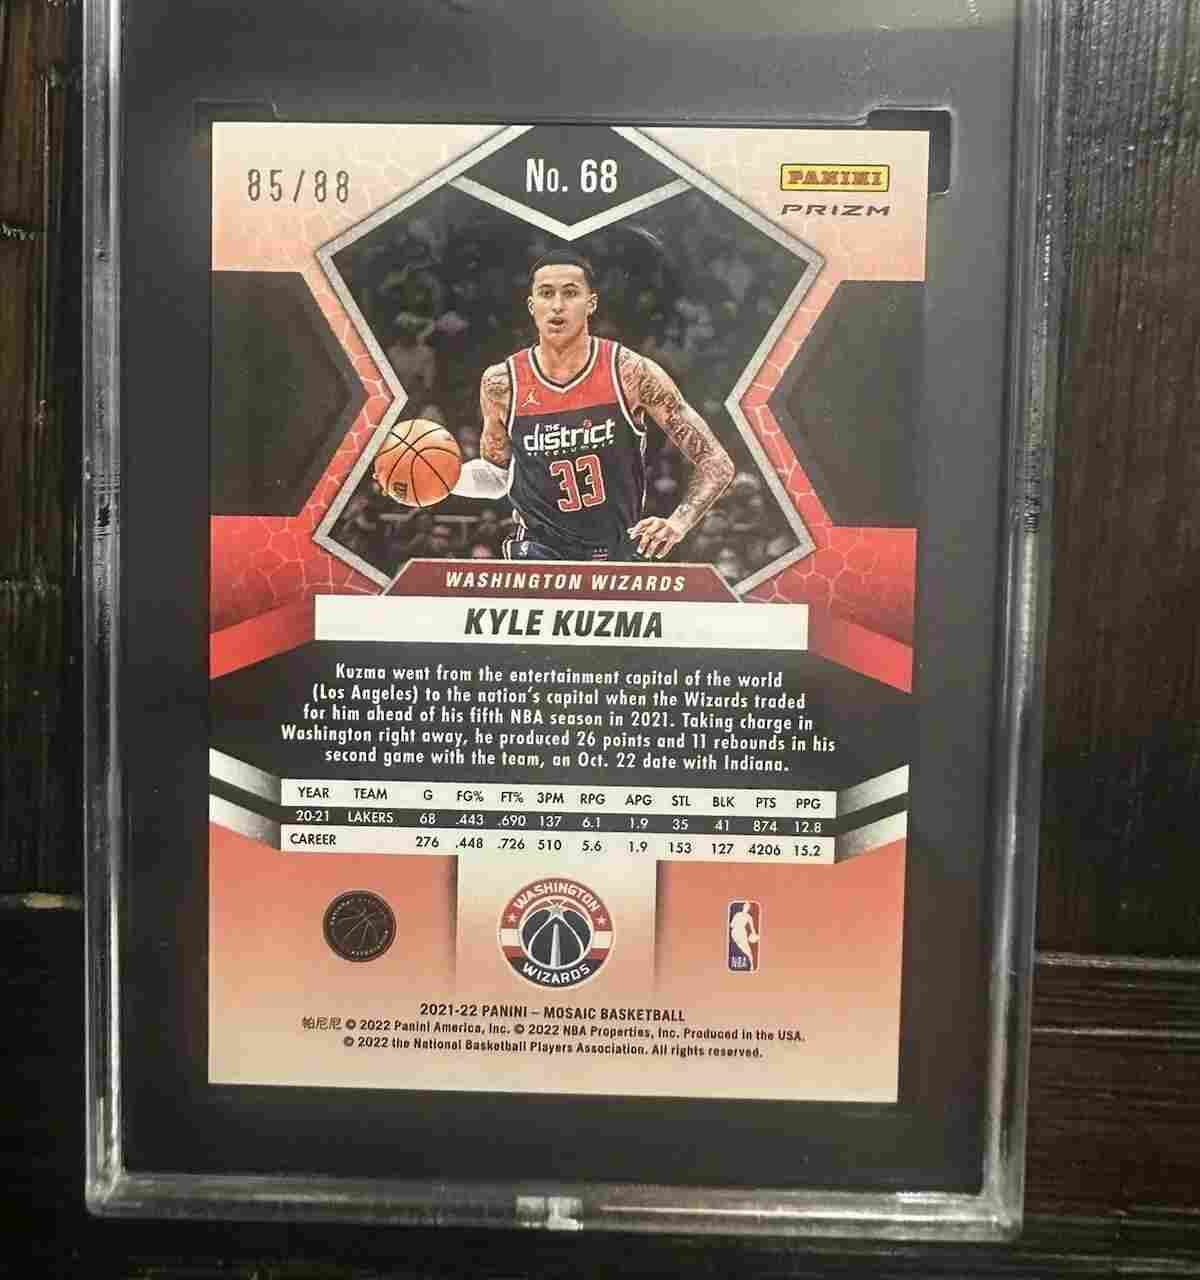 85/88
No. 68
PANINI
PRIZM
THE
district
OF COLUMBIA
33
WASHINGTON WIZARDS
KYLE KUZMA
Kuzma went from the entertainment capital of the world
(Los Angeles) to the nation's capital when the Wizards traded
for him ahead of his fifth NBA season in 2021. Taking charge in
Washington right away, he produced 26 points and 11 rebounds in his
second game with the team, an Oct. 22 date with Indiana.
YEAR TEAM G FG% FT% 3PM RPG APG STL BLK PTS PPG
20-21 LAKERS 68 .443 .690 137 6.1 1.9 35 41 874 12.8
CAREER 276 .448 .726 510 5.6 1.9 153 127 4206 15.2
WASHINGTON
WIZARDS
NBA
2021-22 PANINI – MOSAIC BASKETBALL
帕尼尼 © 2022 Panini America, Inc. © 2022 NBA Properties, Inc. Produced in the USA.
© 2022 the National Basketball Players Association. All rights reserved.